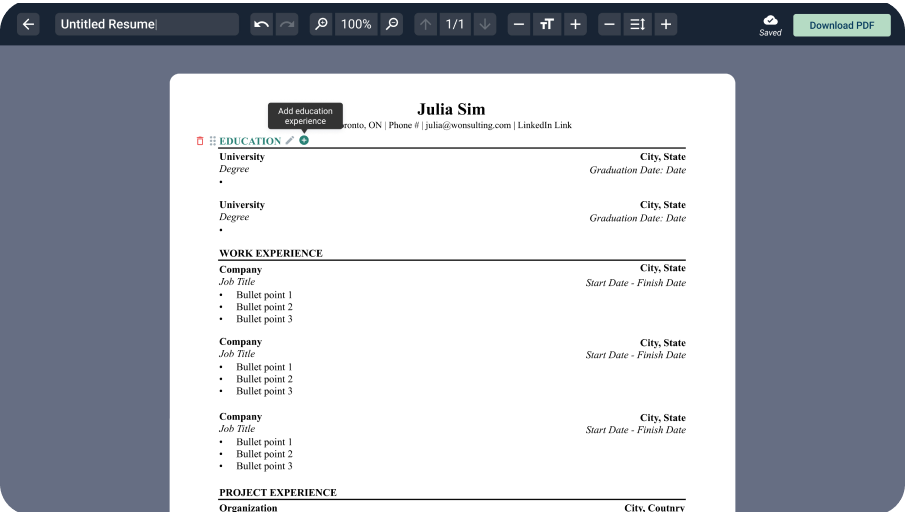 Untitled Resume
100%
1/1
Saved
Download PDF
Julia Sim
Add education
experience
ronto, ON | Phone # | julia@wonsulting.com | LinkedIn Link
EDUCATION
University City, State
Degree Graduation Date: Date
•
University City, State
Degree Graduation Date: Date
•
WORK EXPERIENCE
Company City, State
Job Title Start Date - Finish Date
• Bullet point 1
• Bullet point 2
• Bullet point 3
Company City, State
Job Title Start Date - Finish Date
• Bullet point 1
• Bullet point 2
• Bullet point 3
Company City, State
Job Title Start Date - Finish Date
• Bullet point 1
• Bullet point 2
• Bullet point 3
PROJECT EXPERIENCE
Organization City, Coutnry